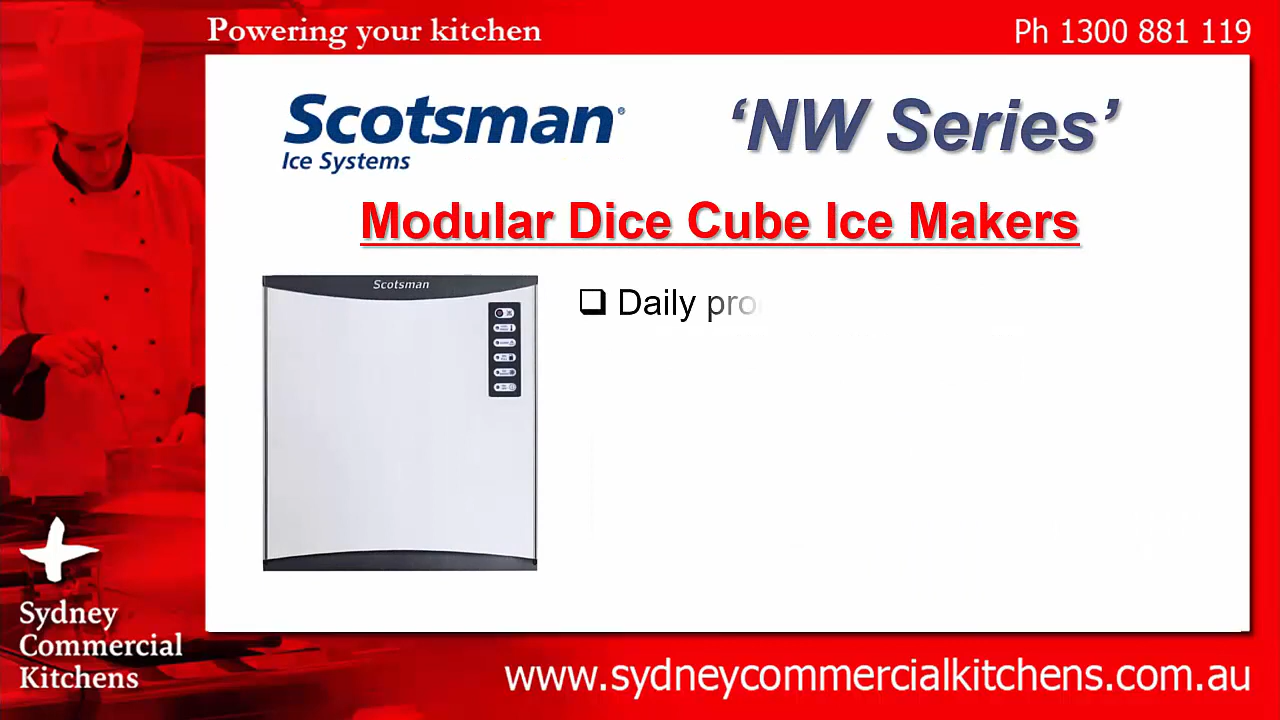 Powering your kitchen
Ph 1300 881 119
Scotsman®
Ice Systems
‘NW Series’
Modular Dice Cube Ice Makers
Scotsman
❑ Daily pro
Sydney
Commercial
Kitchens
www.sydneycommercialkitchens.com.au